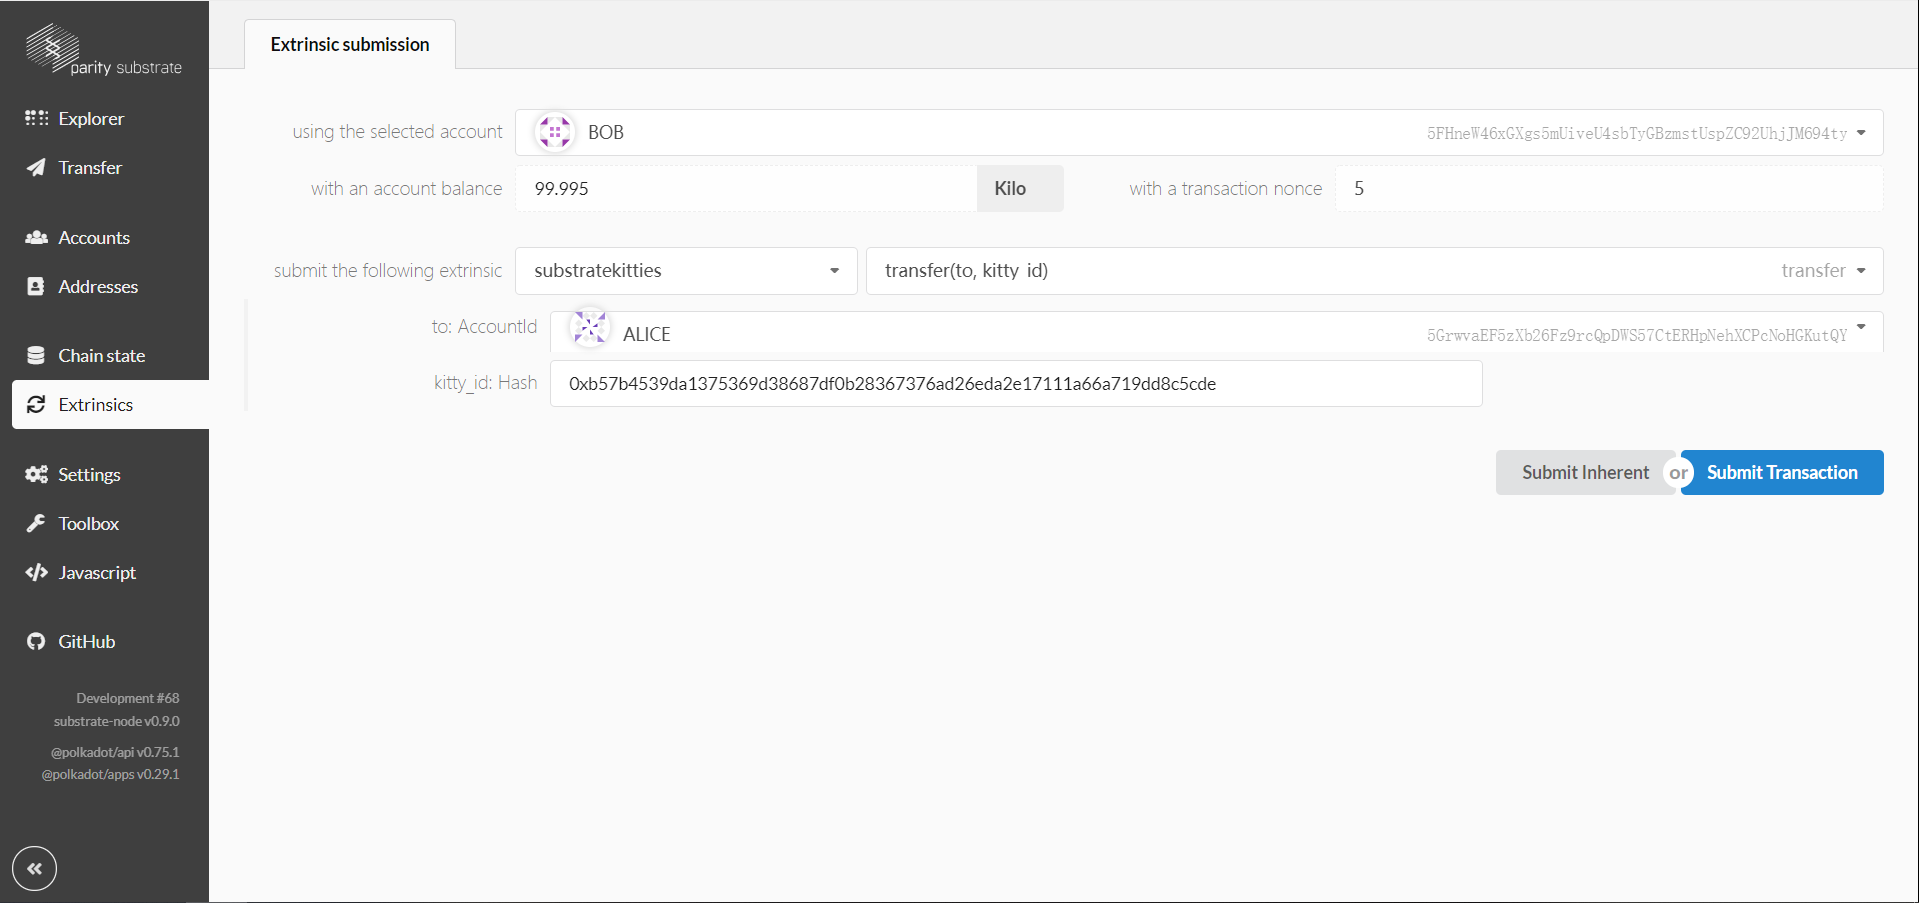 parity substrate
Explorer
Transfer
Accounts
Addresses
Chain state
Extrinsics
Settings
Toolbox
Javascript
GitHub
Development #68
substrate-node v0.9.0
@polkadot/api v0.75.1
@polkadot/apps v0.29.1
Extrinsic submission
using the selected account BOB 5FHneW46xGXgs5mUiveU4sbTyGBzmstUspZC92UhjJM694ty
with an account balance 99.995 Kilo with a transaction nonce 5
submit the following extrinsic substratekitties transfer(to, kitty_id) transfer
to: AccountId ALICE 5GrwvaEF5zXb26Fz9rcQpDWS57CtERHpNehXCPcNoHGKutQY
kitty_id: Hash 0xb57b4539da1375369d38687df0b28367376ad26eda2e17111a66a719dd8c5cde
Submit Inherent or Submit Transaction